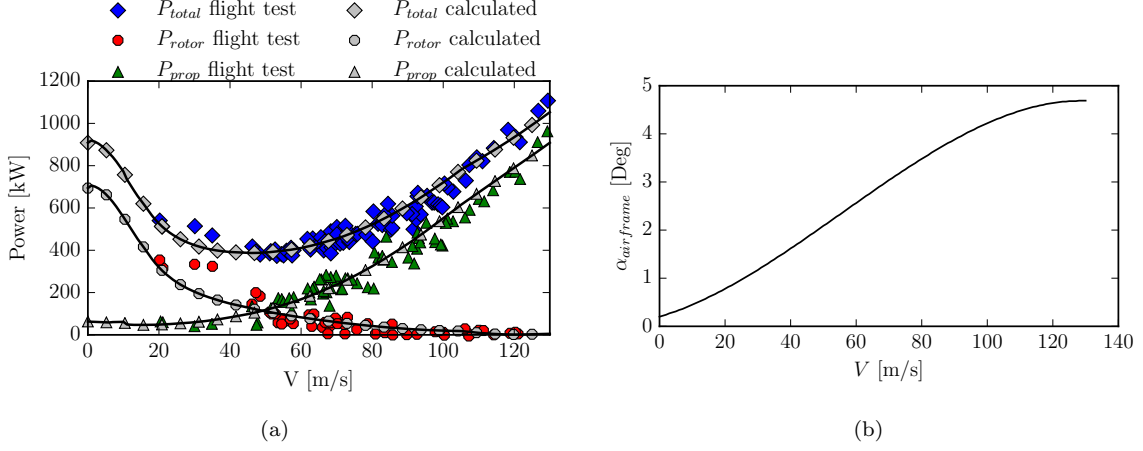 P_total flight test P_total calculated
P_rotor flight test P_rotor calculated
P_prop flight test P_prop calculated
1200
1000
800
600
400
200
0
Power [kW]
0 20 40 60 80 100 120
V [m/s]
(a)
5
4
3
2
1
0
α_airframe [Deg]
0 20 40 60 80 100 120 140
V [m/s]
(b)